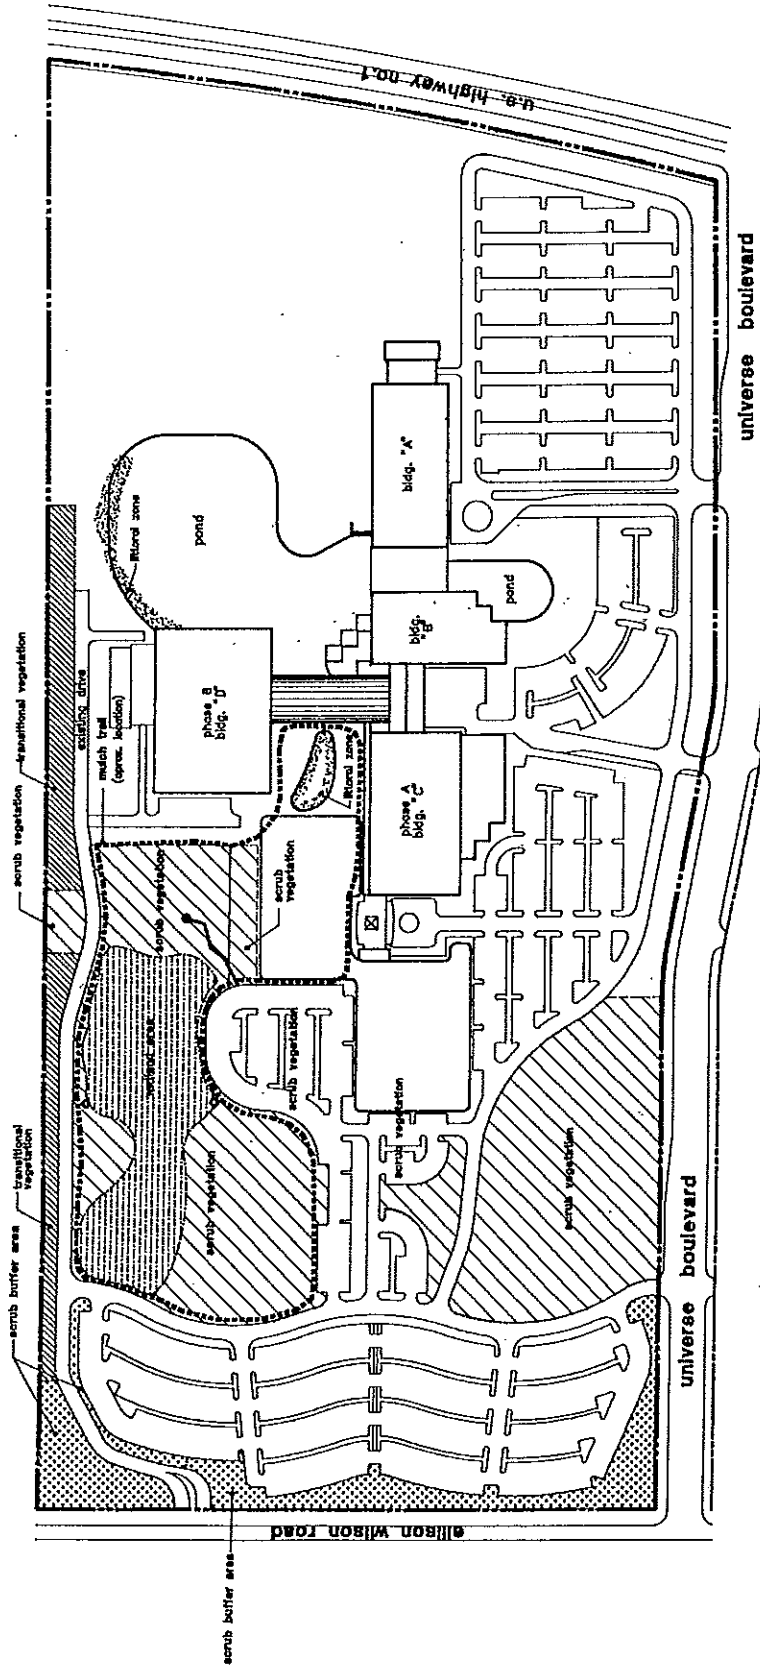 u.s. highway no.1
universe boulevard
universe boulevard
ellison wilson road
scrub buffer area
scrub buffer area
transitional
vegetation
scrub vegetation
transitional vegetation
existing drive
mulch trail
(aprox. location)
littoral zone
pond
phase B
bldg. "D"
bldg. "A"
bldg.
"B"
pond
littoral zone
phase A
bldg. "C"
scrub vegetation
scrub
vegetation
wetland area
scrub vegetation
scrub vegetation
scrub vegetation
scrub vegetation